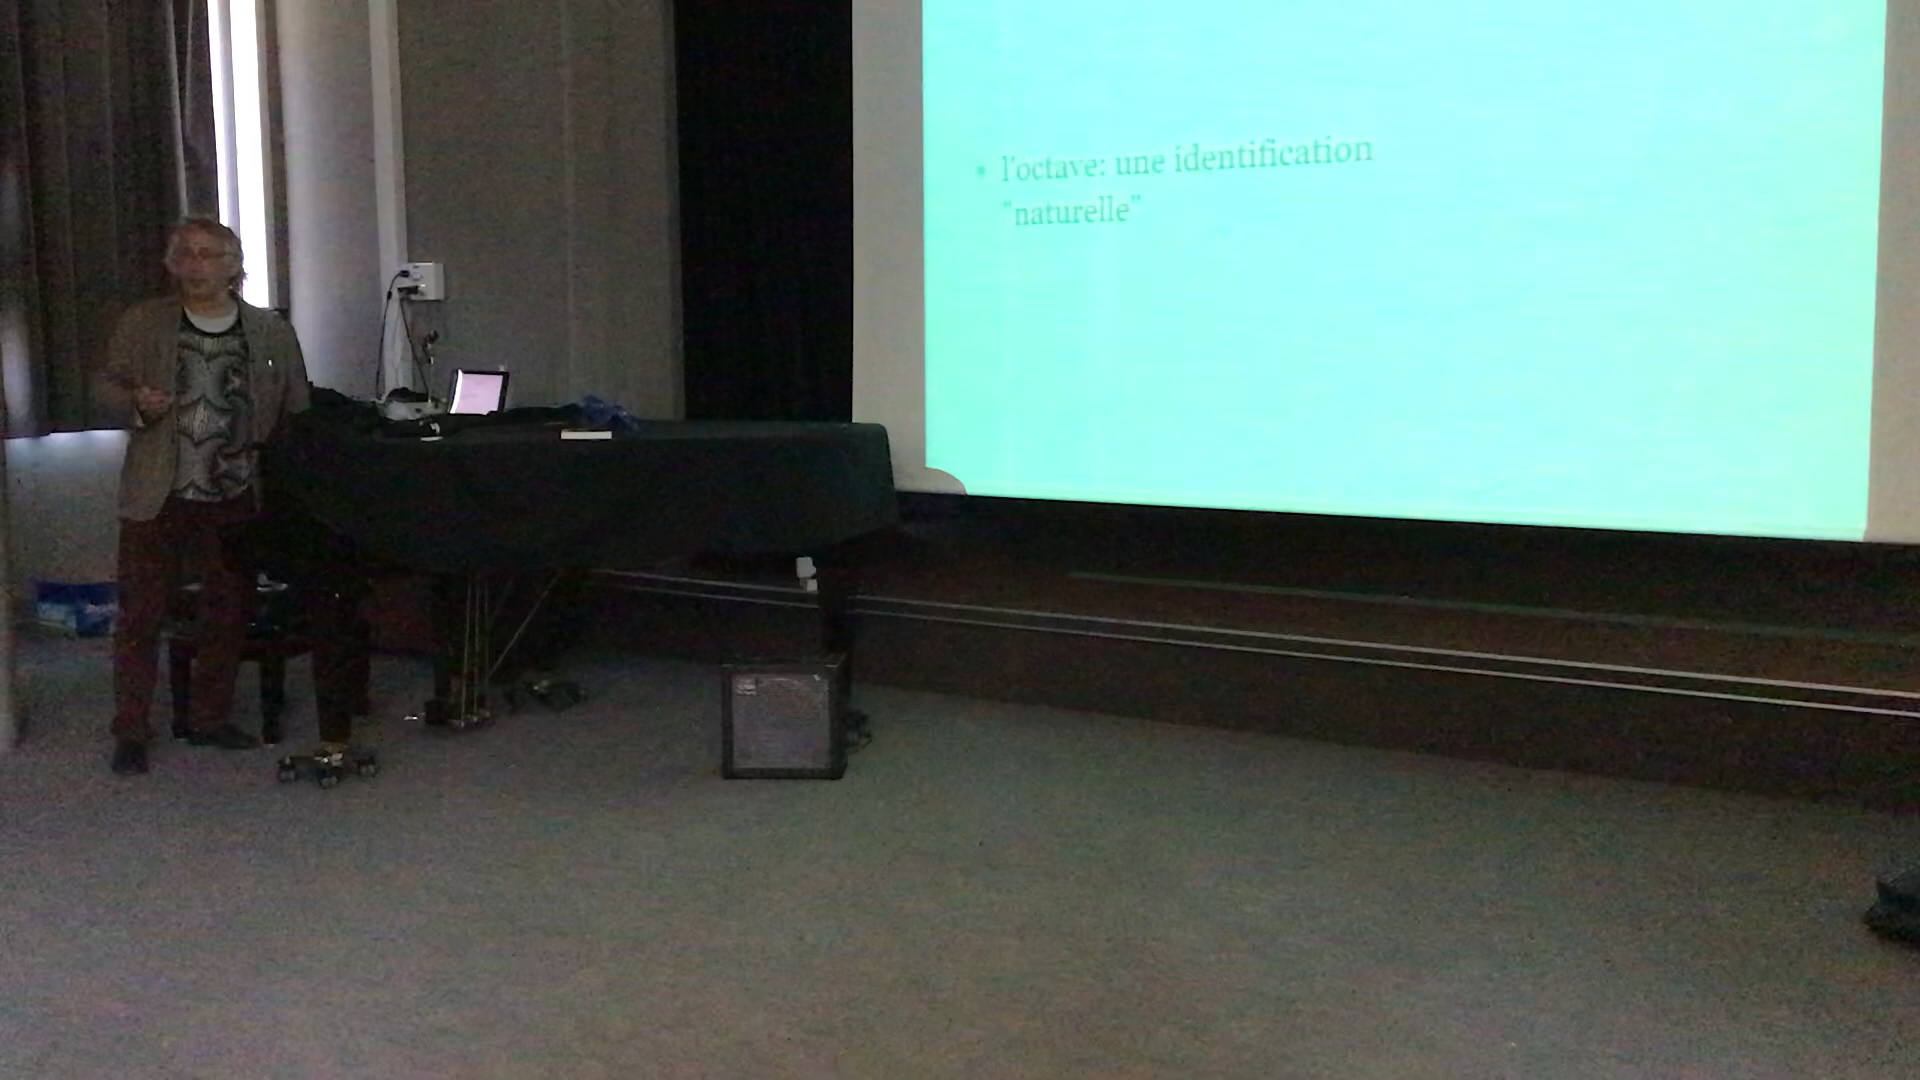 • l'octave: une identification
"naturelle"